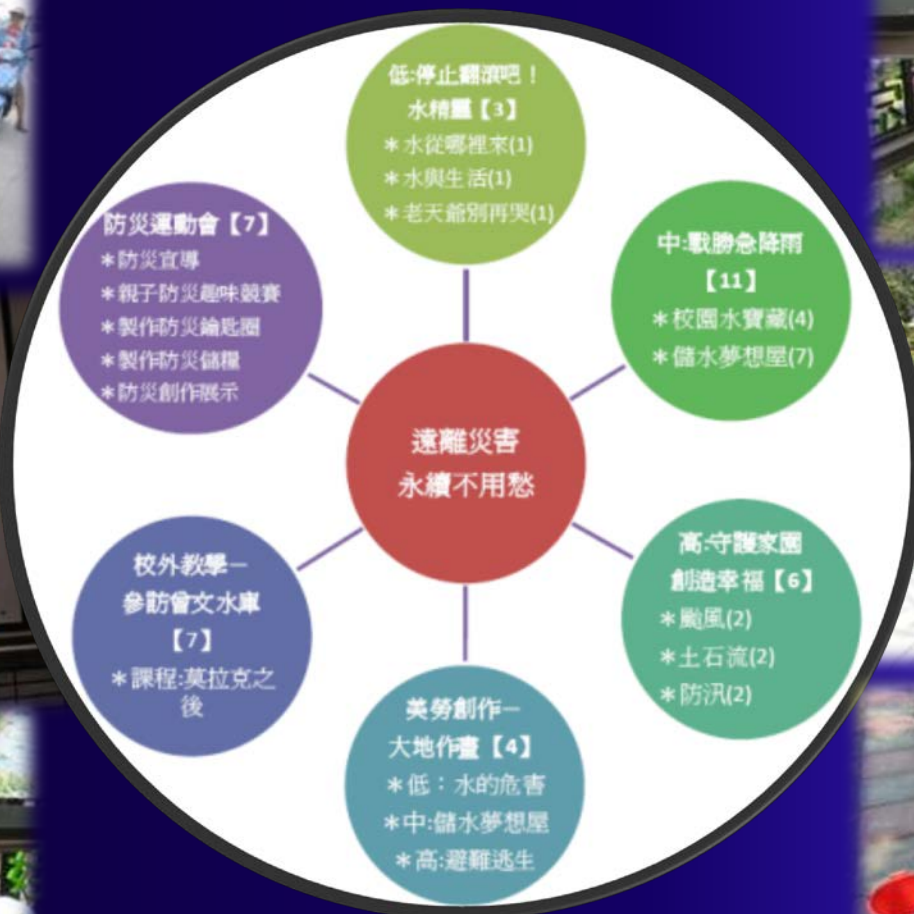 低:停止翻滾吧！
水精靈【3】
＊水從哪裡來(1)
＊水與生活(1)
＊老天爺別再哭(1)
中:戰勝急降雨
【11】
＊校園水寶藏(4)
＊儲水夢想屋(7)
高:守護家園
創造幸福【6】
＊颱風(2)
＊土石流(2)
＊防汛(2)
美勞創作－
大地作畫【4】
＊低：水的危害
＊中:儲水夢想屋
＊高:避難逃生
校外教學－
參訪曾文水庫
【7】
＊課程:莫拉克之
後
防災運動會【7】
＊防災宣導
＊親子防災趣味競賽
＊製作防災鑰匙圈
＊製作防災儲糧
＊防災創作展示
遠離災害
永續不用愁